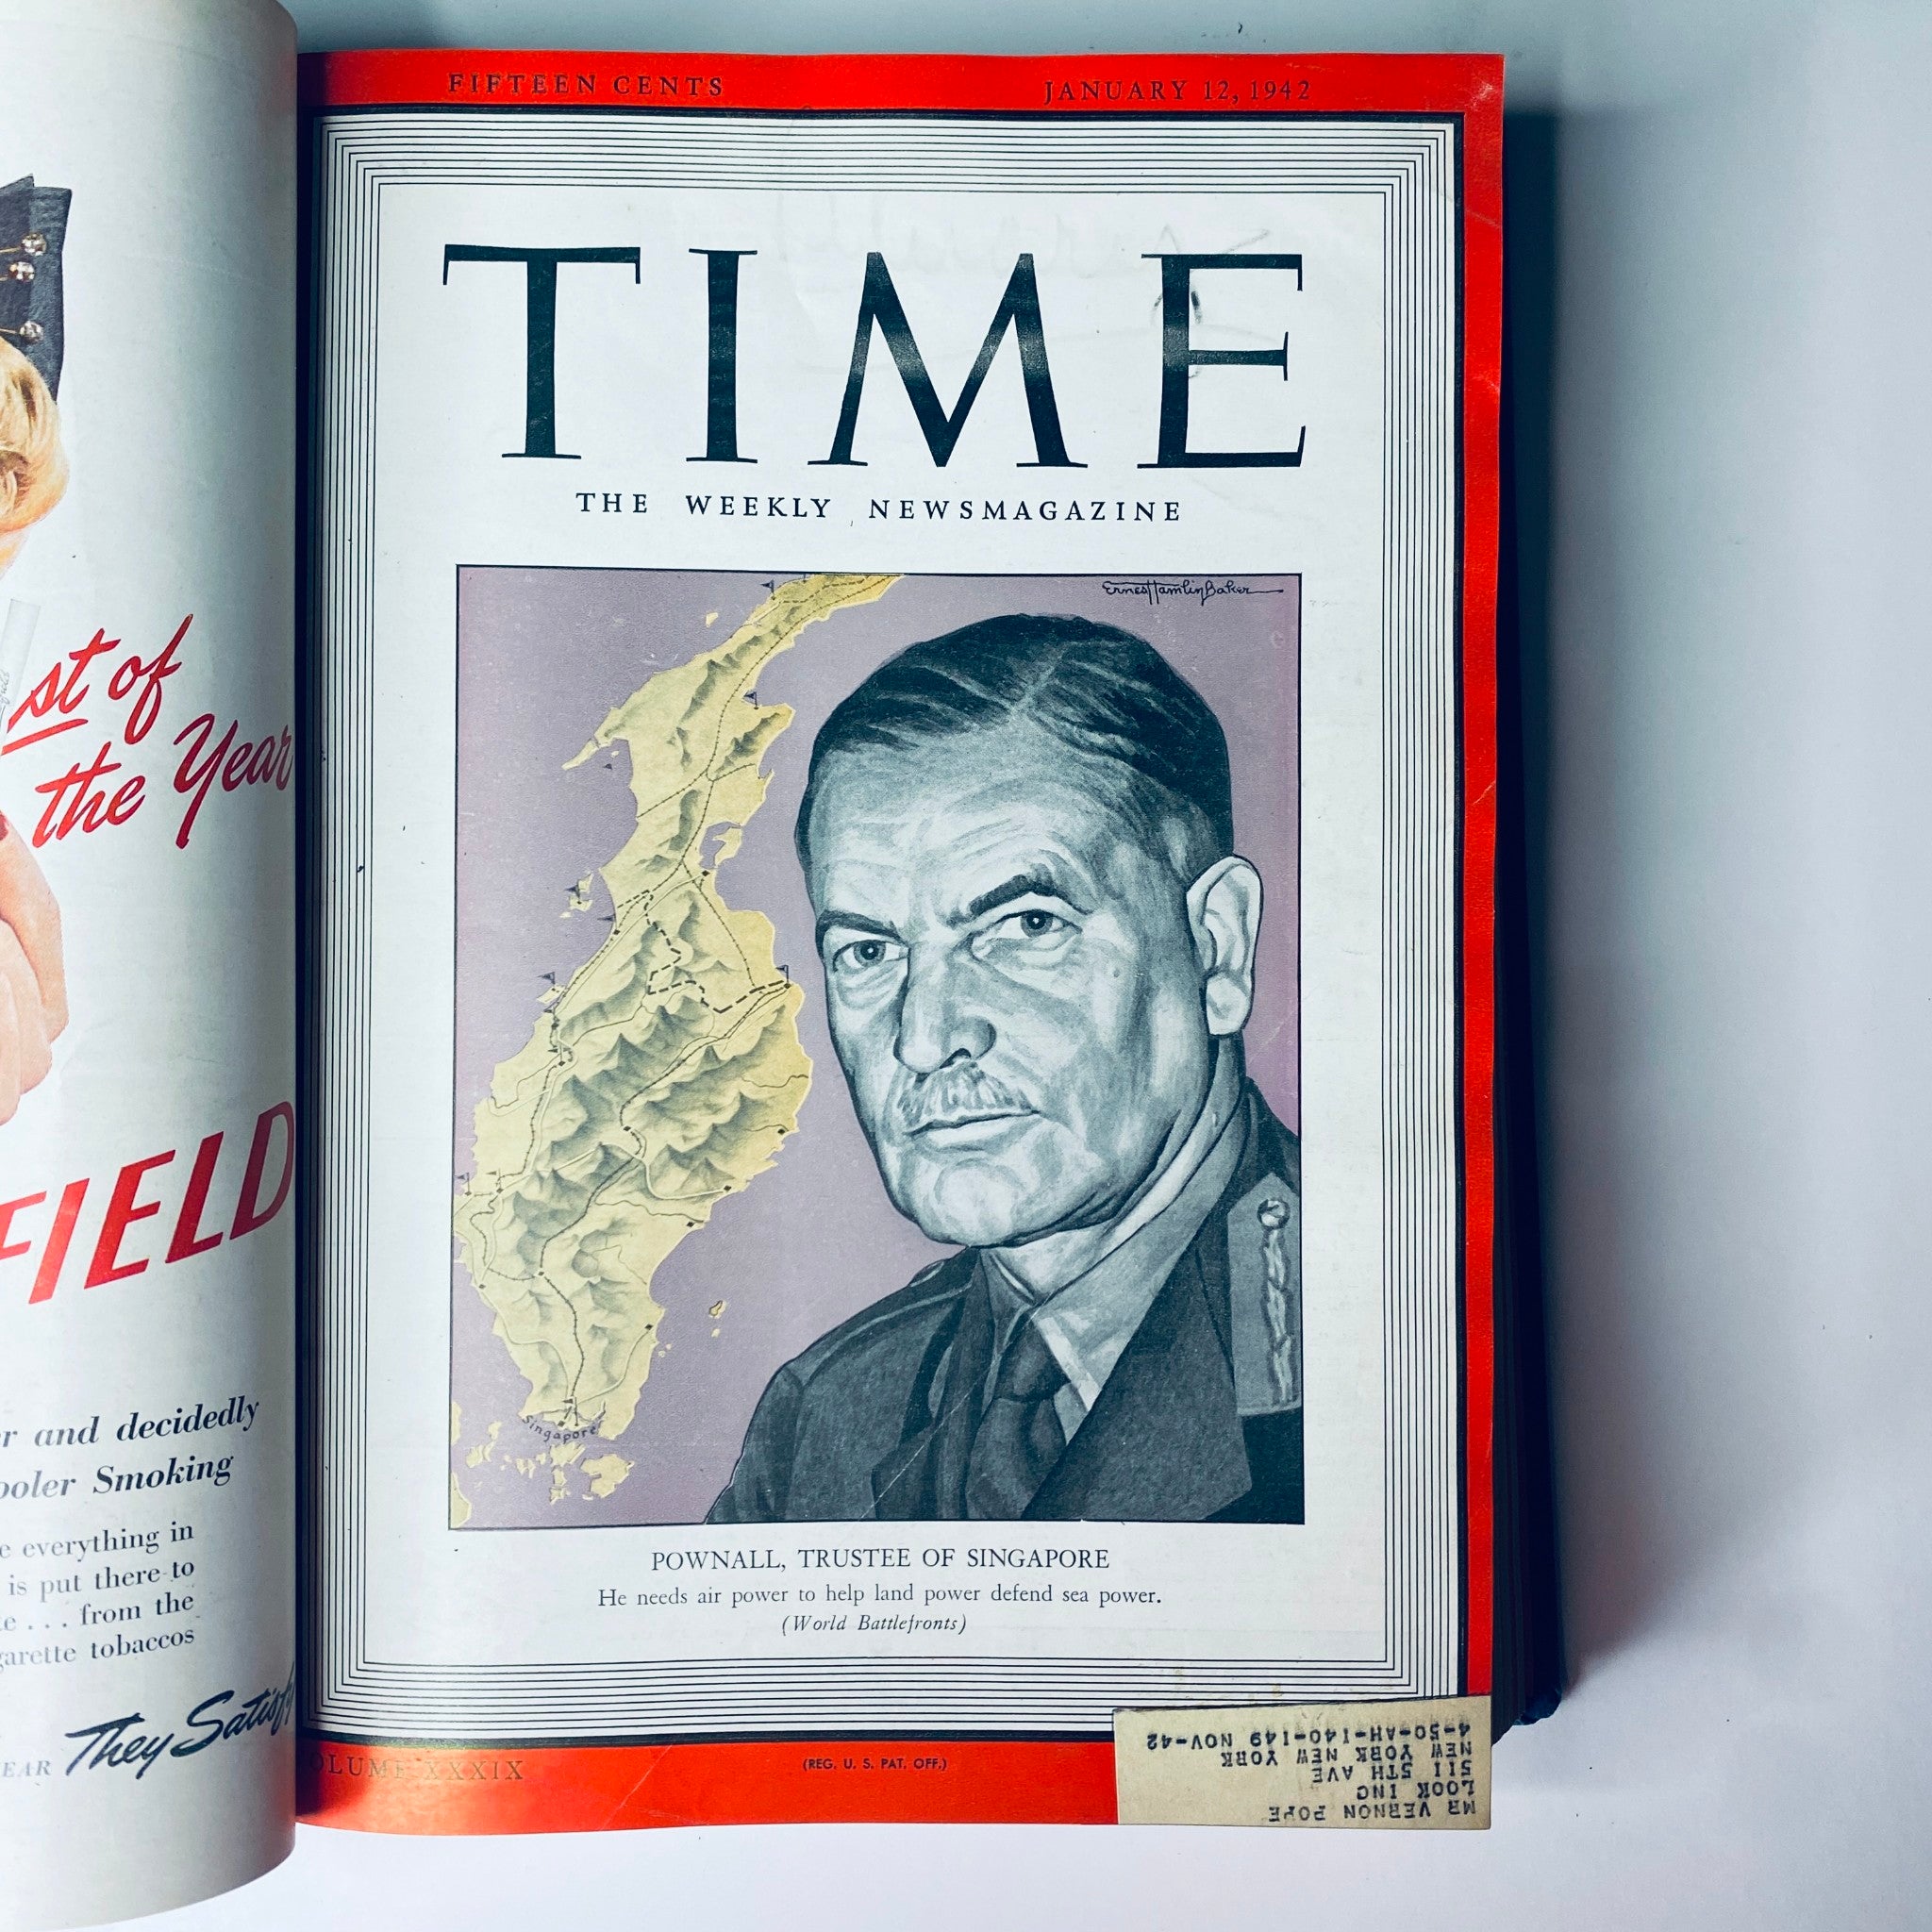 st of
the Year
FIELD
r and decidedly
ooler Smoking
e everything in
is put there to
... from the
garette tobaccos
EAR They Satisfy
FIFTEEN CENTS JANUARY 12, 1942
TIME
THE WEEKLY NEWSMAGAZINE
Ernest Hamlin Baker
Singapore
POWNALL, TRUSTEE OF SINGAPORE
He needs air power to help land power defend sea power.
(World Battlefronts)
OLUME XXXIX (REG. U. S. PAT. OFF.)
MR VERNON POPE
LOOK INC
511 5TH AVE
NEW YORK NEW YORK
4-50-AH-140-149 NOV-42